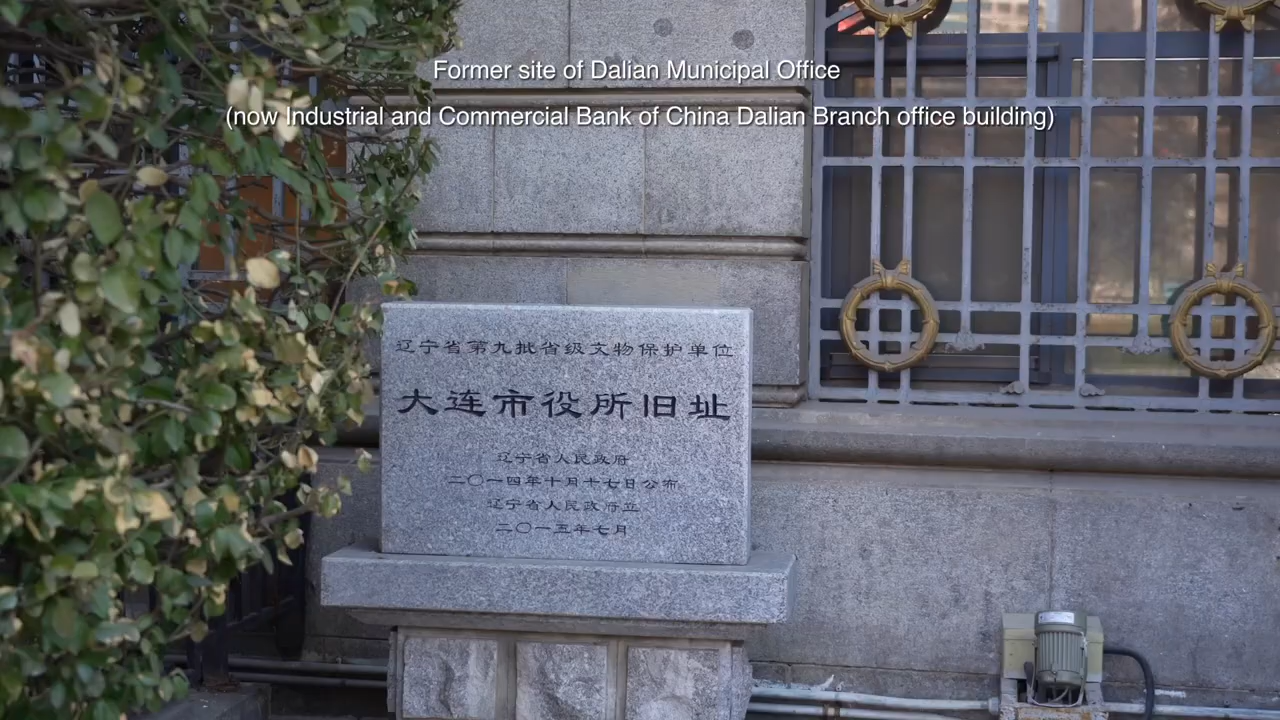 Former site of Dalian Municipal Office
(now Industrial and Commercial Bank of China Dalian Branch office building)
辽宁省第九批省级文物保护单位
大连市役所旧址
辽宁省人民政府
二〇一四年十月十七日公布
辽宁省人民政府立
二〇一五年七月